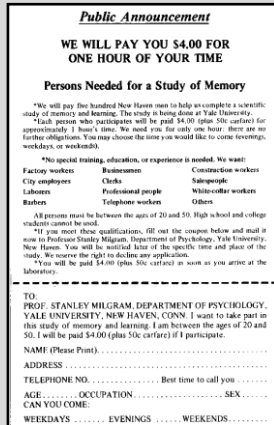 Public Announcement
WE WILL PAY YOU $4.00 FOR
ONE HOUR OF YOUR TIME
Persons Needed for a Study of Memory
*We will pay five hundred New Haven men to help us complete a scientific
study of memory and learning. The study is being done at Yale University.
*Each person who participates will be paid $4.00 (plus 50c carfare) for
approximately 1 hour's time. We need you for only one hour: there are no
further obligations. You may choose the time you would like to come (evenings,
weekdays, or weekends).
*No special training, education, or experience is needed. We want:
Factory workers Businessmen Construction workers
City employees Clerks Salespeople
Laborers Professional people White-collar workers
Barbers Telephone workers Others
All persons must be between the ages of 20 and 50. High school and college
students cannot be used.
*If you meet these qualifications, fill out the coupon below and mail it
now to Professor Stanley Milgram, Department of Psychology, Yale University,
New Haven. You will be notified later of the specific time and place of the
study. We reserve the right to decline any application.
*You will be paid $4.00 (plus 50c carfare) as soon as you arrive at the
laboratory.
TO:
PROF. STANLEY MILGRAM, DEPARTMENT OF PSYCHOLOGY,
YALE UNIVERSITY, NEW HAVEN, CONN. I want to take part in
this study of memory and learning. I am between the ages of 20 and
50. I will be paid $4.00 (plus 50c carfare) if I participate.
NAME (Please Print)
ADDRESS
TELEPHONE NO. Best time to call you
AGE OCCUPATION SEX
CAN YOU COME:
WEEKDAYS EVENINGS WEEKENDS